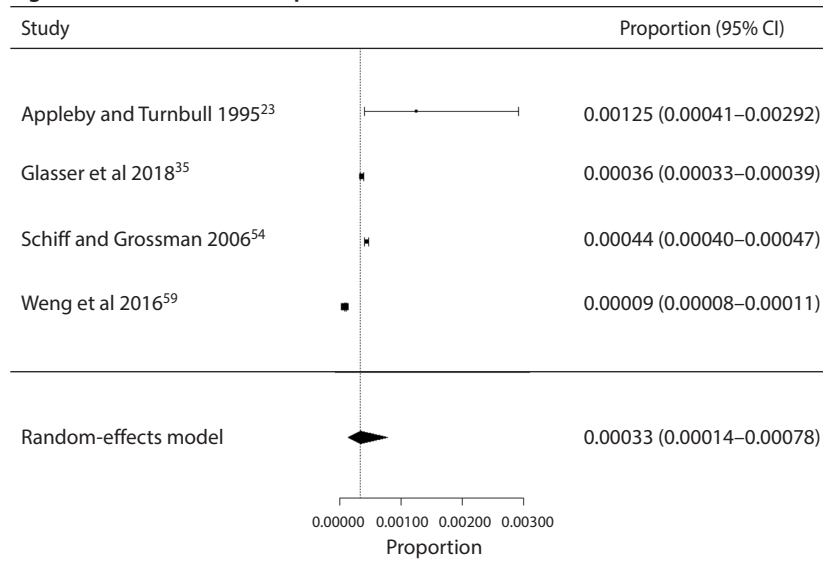 Study Proportion (95% CI)
Appleby and Turnbull 1995²³ 0.00125 (0.00041–0.00292)
Glasser et al 2018³⁵ 0.00036 (0.00033–0.00039)
Schiff and Grossman 2006⁵⁴ 0.00044 (0.00040–0.00047)
Weng et al 2016⁵⁹ 0.00009 (0.00008–0.00011)
Random-effects model 0.00033 (0.00014–0.00078)
0.00000 0.00100 0.00200 0.00300
Proportion